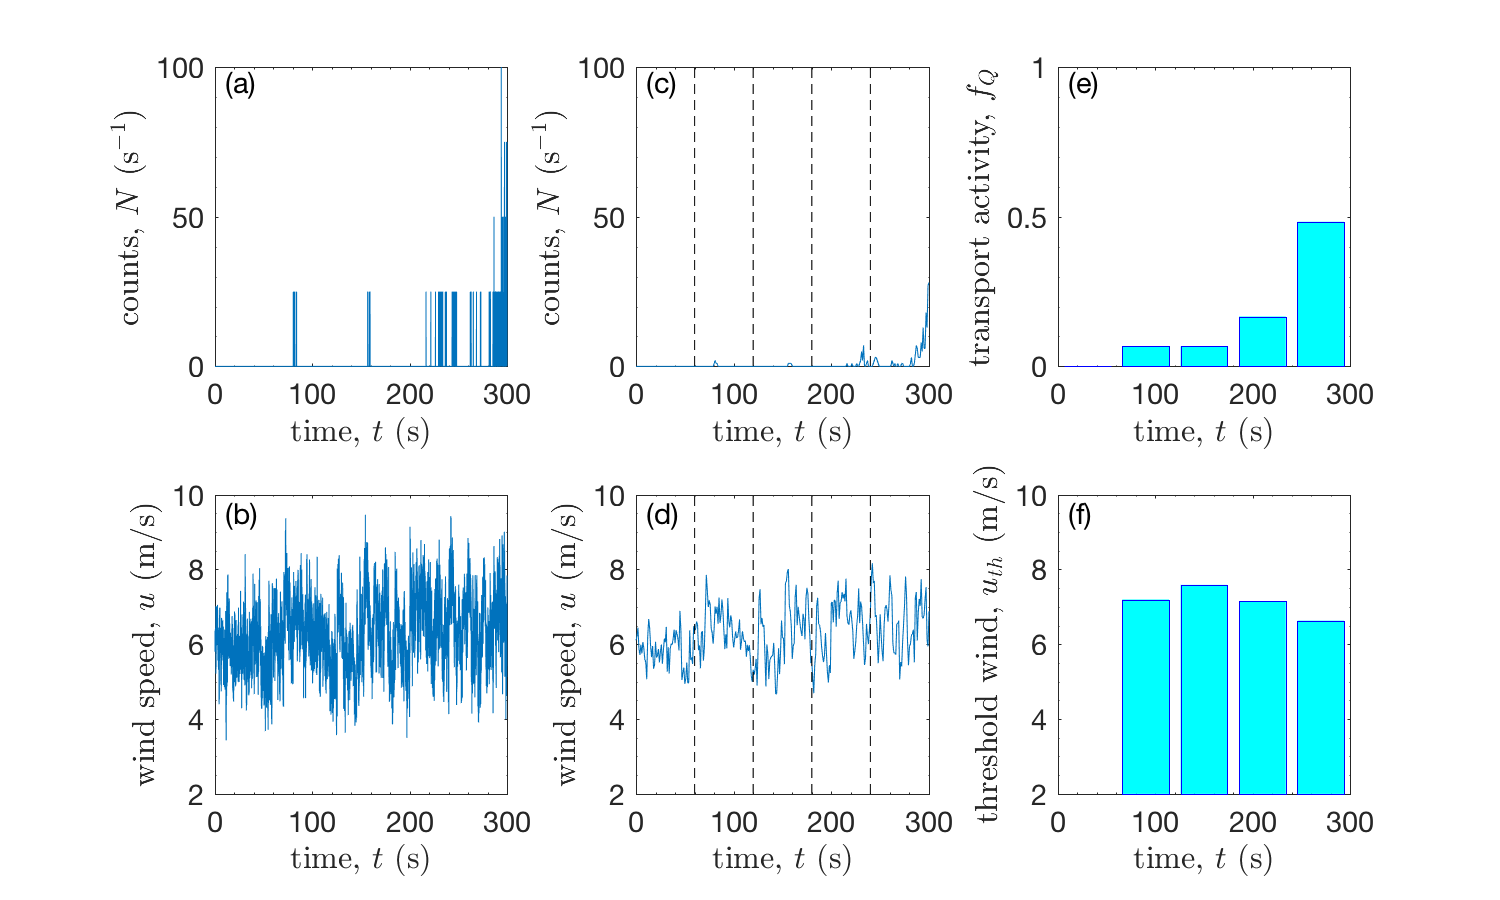 (a)
100
50
0
counts, N (s⁻¹)
0 100 200 300
time, t (s)
(c)
100
50
0
counts, N (s⁻¹)
0 100 200 300
time, t (s)
(e)
1
0.5
0
transport activity, f_Q
0 100 200 300
time, t (s)
(b)
10
8
6
4
2
wind speed, u (m/s)
0 100 200 300
time, t (s)
(d)
10
8
6
4
2
wind speed, u (m/s)
0 100 200 300
time, t (s)
(f)
10
8
6
4
2
threshold wind, u_th (m/s)
0 100 200 300
time, t (s)